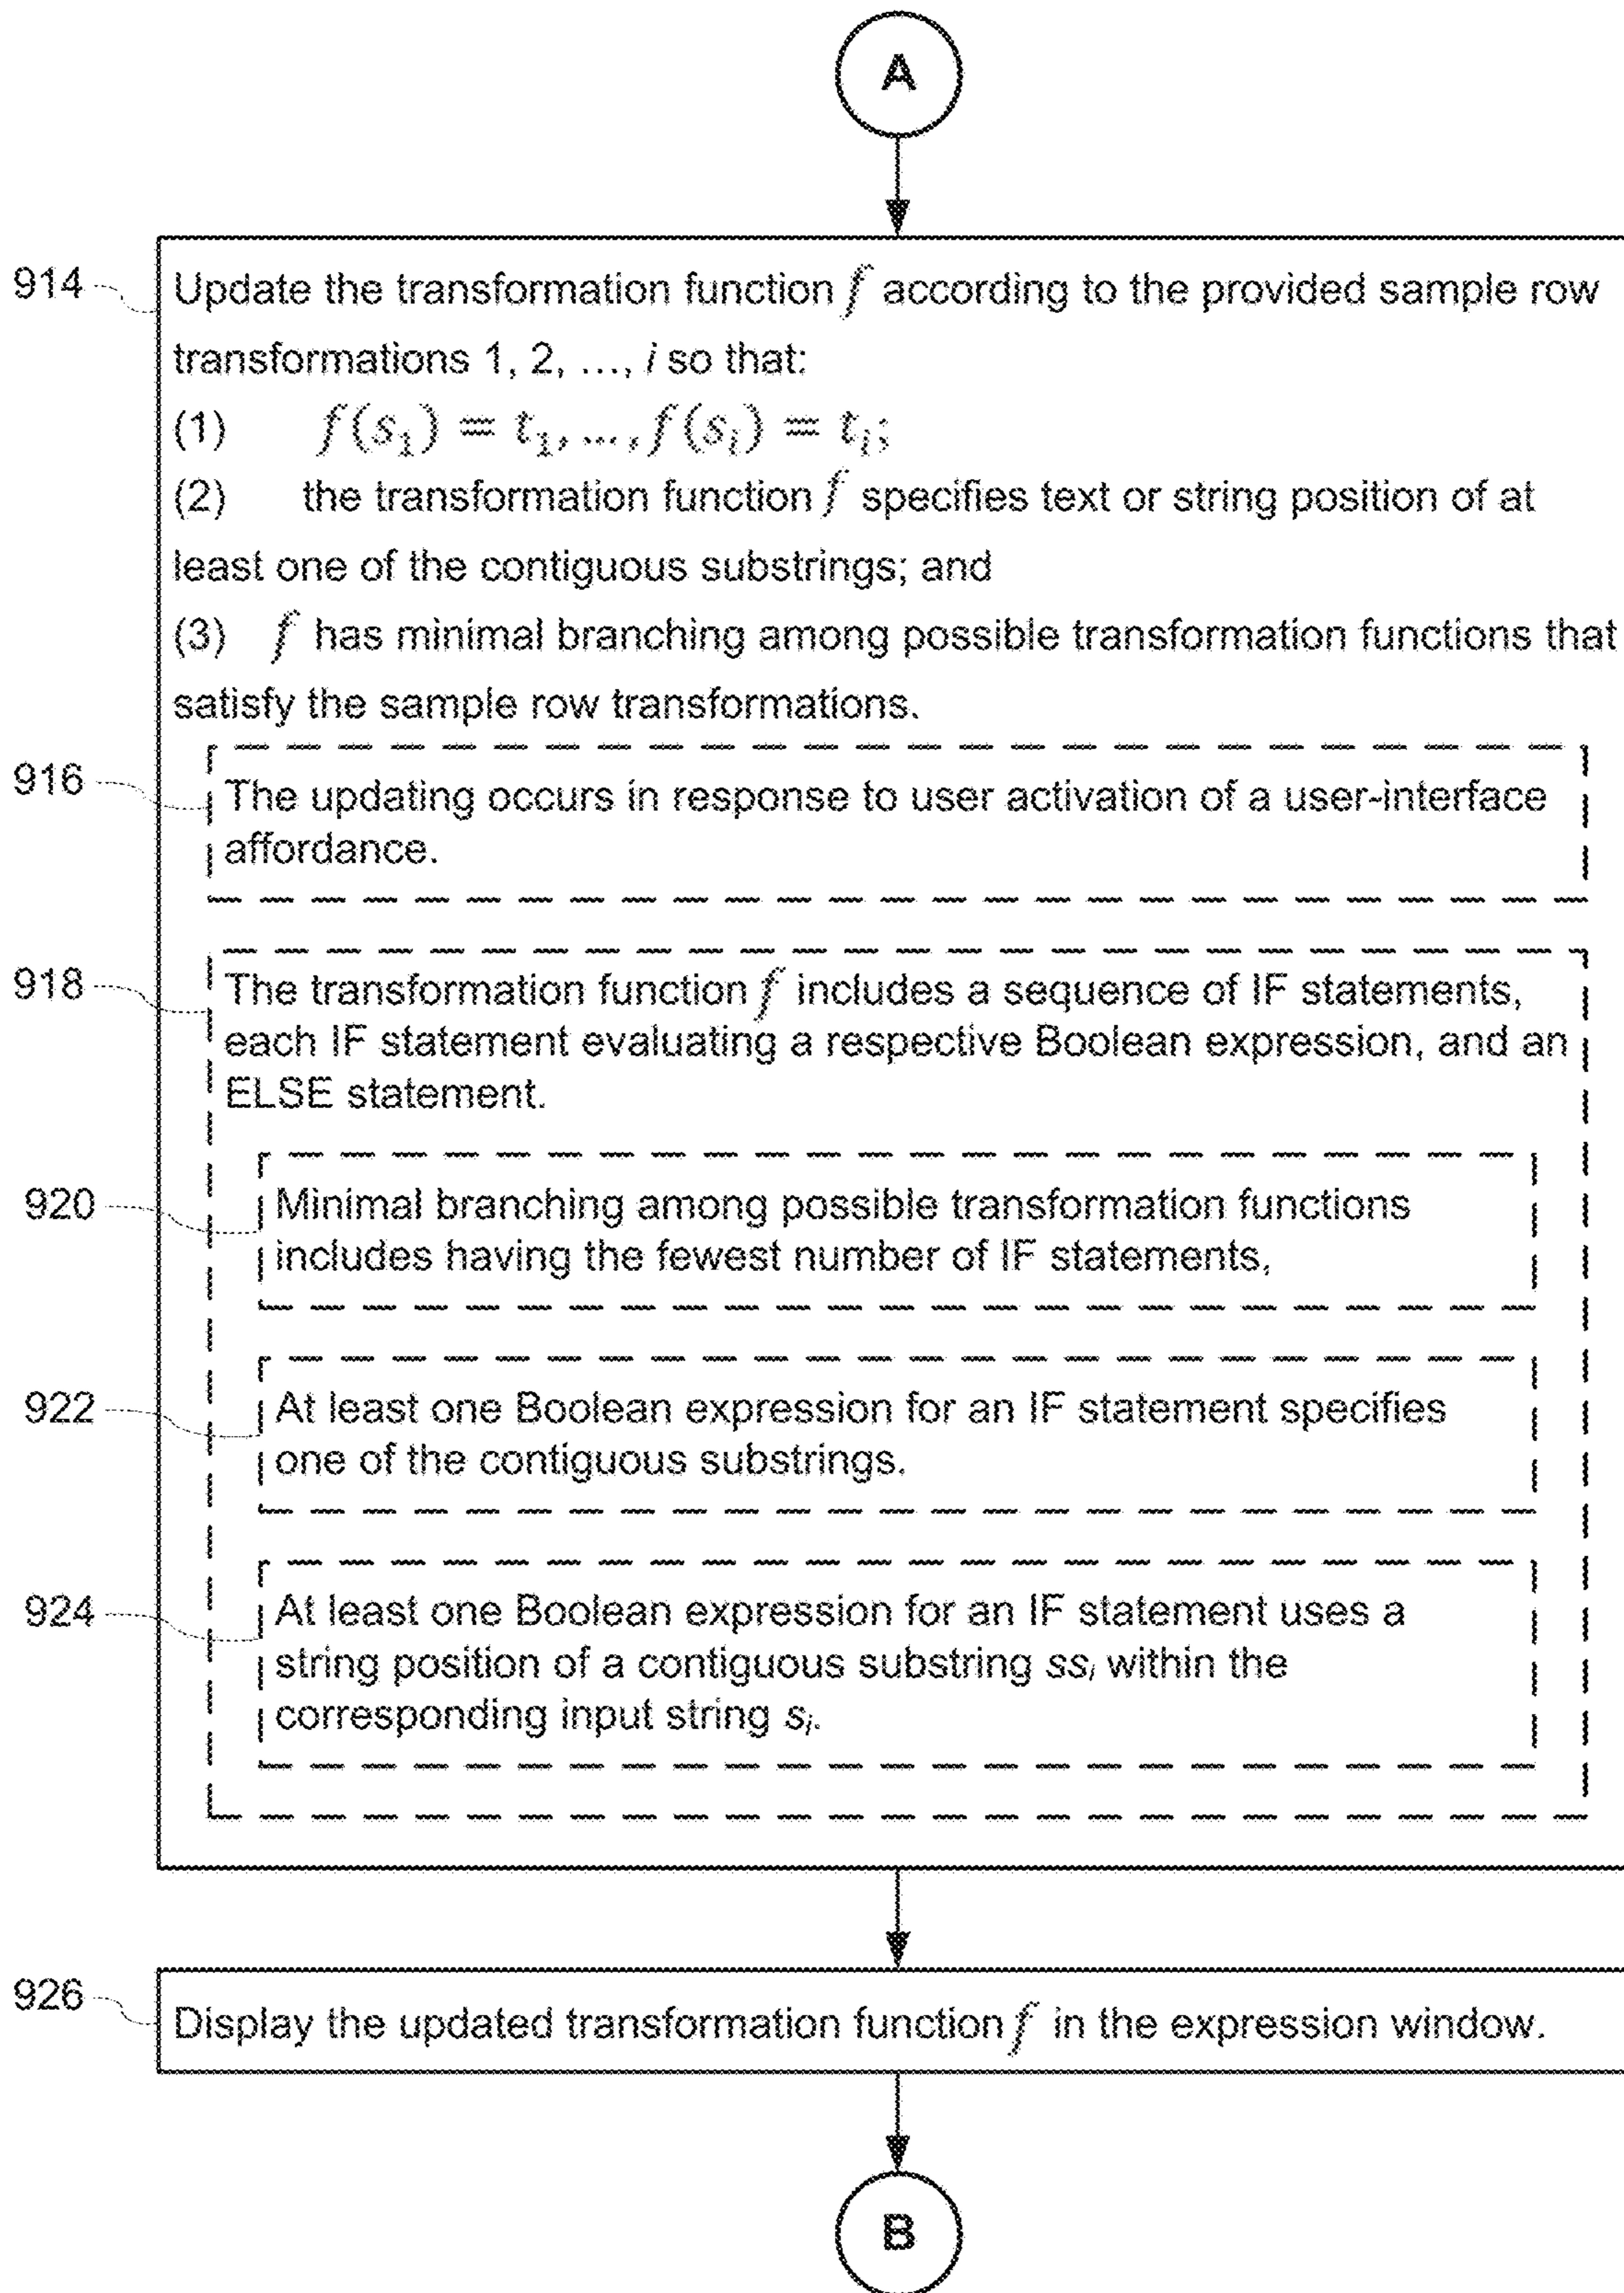 A
914
Update the transformation function f according to the provided sample row
transformations 1, 2, ..., i so that:
(1) f(s₁) = t₁,...,f(sᵢ) = tᵢ;
(2) the transformation function f specifies text or string position of at
least one of the contiguous substrings; and
(3) f has minimal branching among possible transformation functions that
satisfy the sample row transformations.
916
The updating occurs in response to user activation of a user-interface
affordance.
918
The transformation function f includes a sequence of IF statements,
each IF statement evaluating a respective Boolean expression, and an
ELSE statement.
920
Minimal branching among possible transformation functions
includes having the fewest number of IF statements,
922
At least one Boolean expression for an IF statement specifies
one of the contiguous substrings.
924
At least one Boolean expression for an IF statement uses a
string position of a contiguous substring ssᵢ within the
corresponding input string sᵢ.
926
Display the updated transformation function f in the expression window.
B